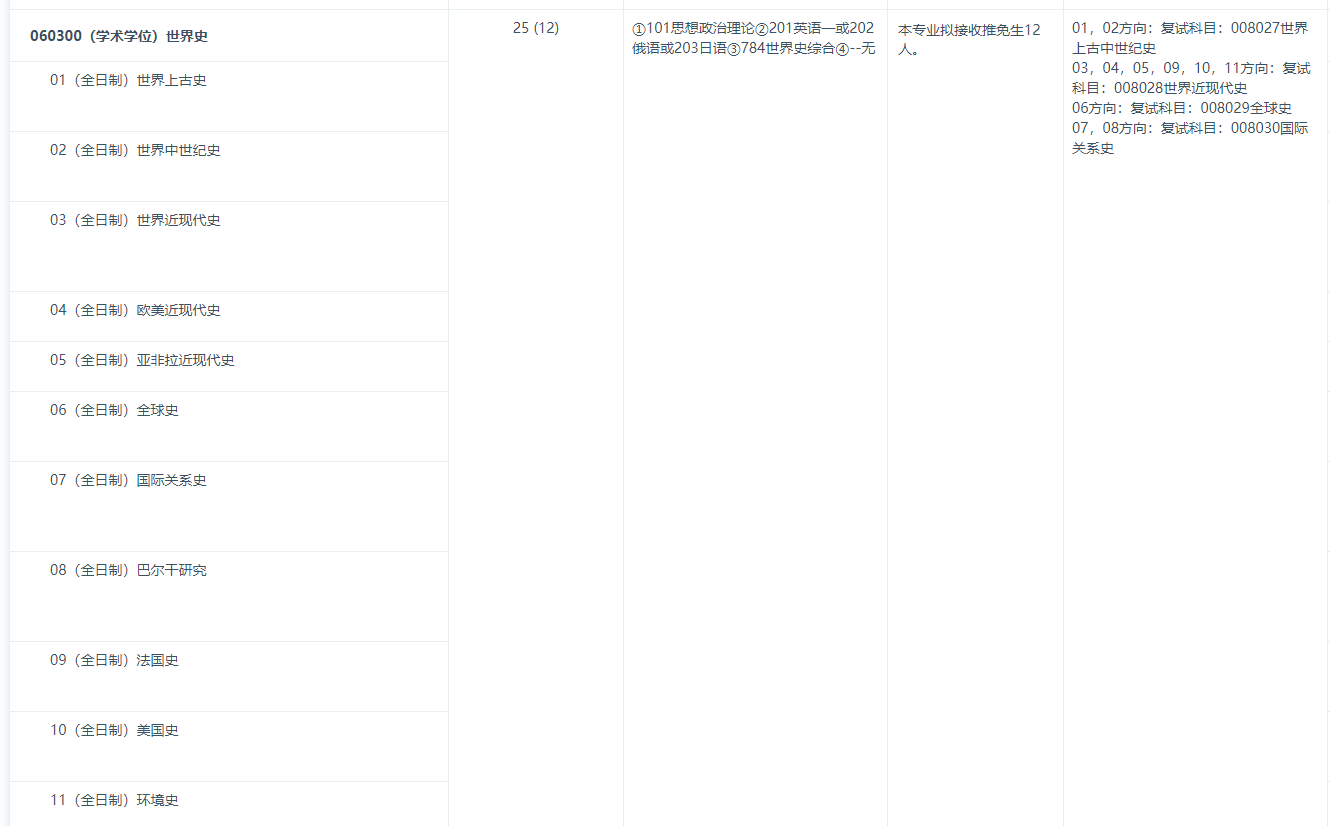 060300（学术学位）世界史
25 (12)
①101思想政治理论②201英语一或202
俄语或203日语③784世界史综合④--无
本专业拟接收推免生12
人。
01，02方向：复试科目：008027世界
上古中世纪史
03，04，05，09，10，11方向：复试
科目：008028世界近现代史
06方向：复试科目：008029全球史
07，08方向：复试科目：008030国际
关系史
01（全日制）世界上古史
02（全日制）世界中世纪史
03（全日制）世界近现代史
04（全日制）欧美近现代史
05（全日制）亚非拉近现代史
06（全日制）全球史
07（全日制）国际关系史
08（全日制）巴尔干研究
09（全日制）法国史
10（全日制）美国史
11（全日制）环境史